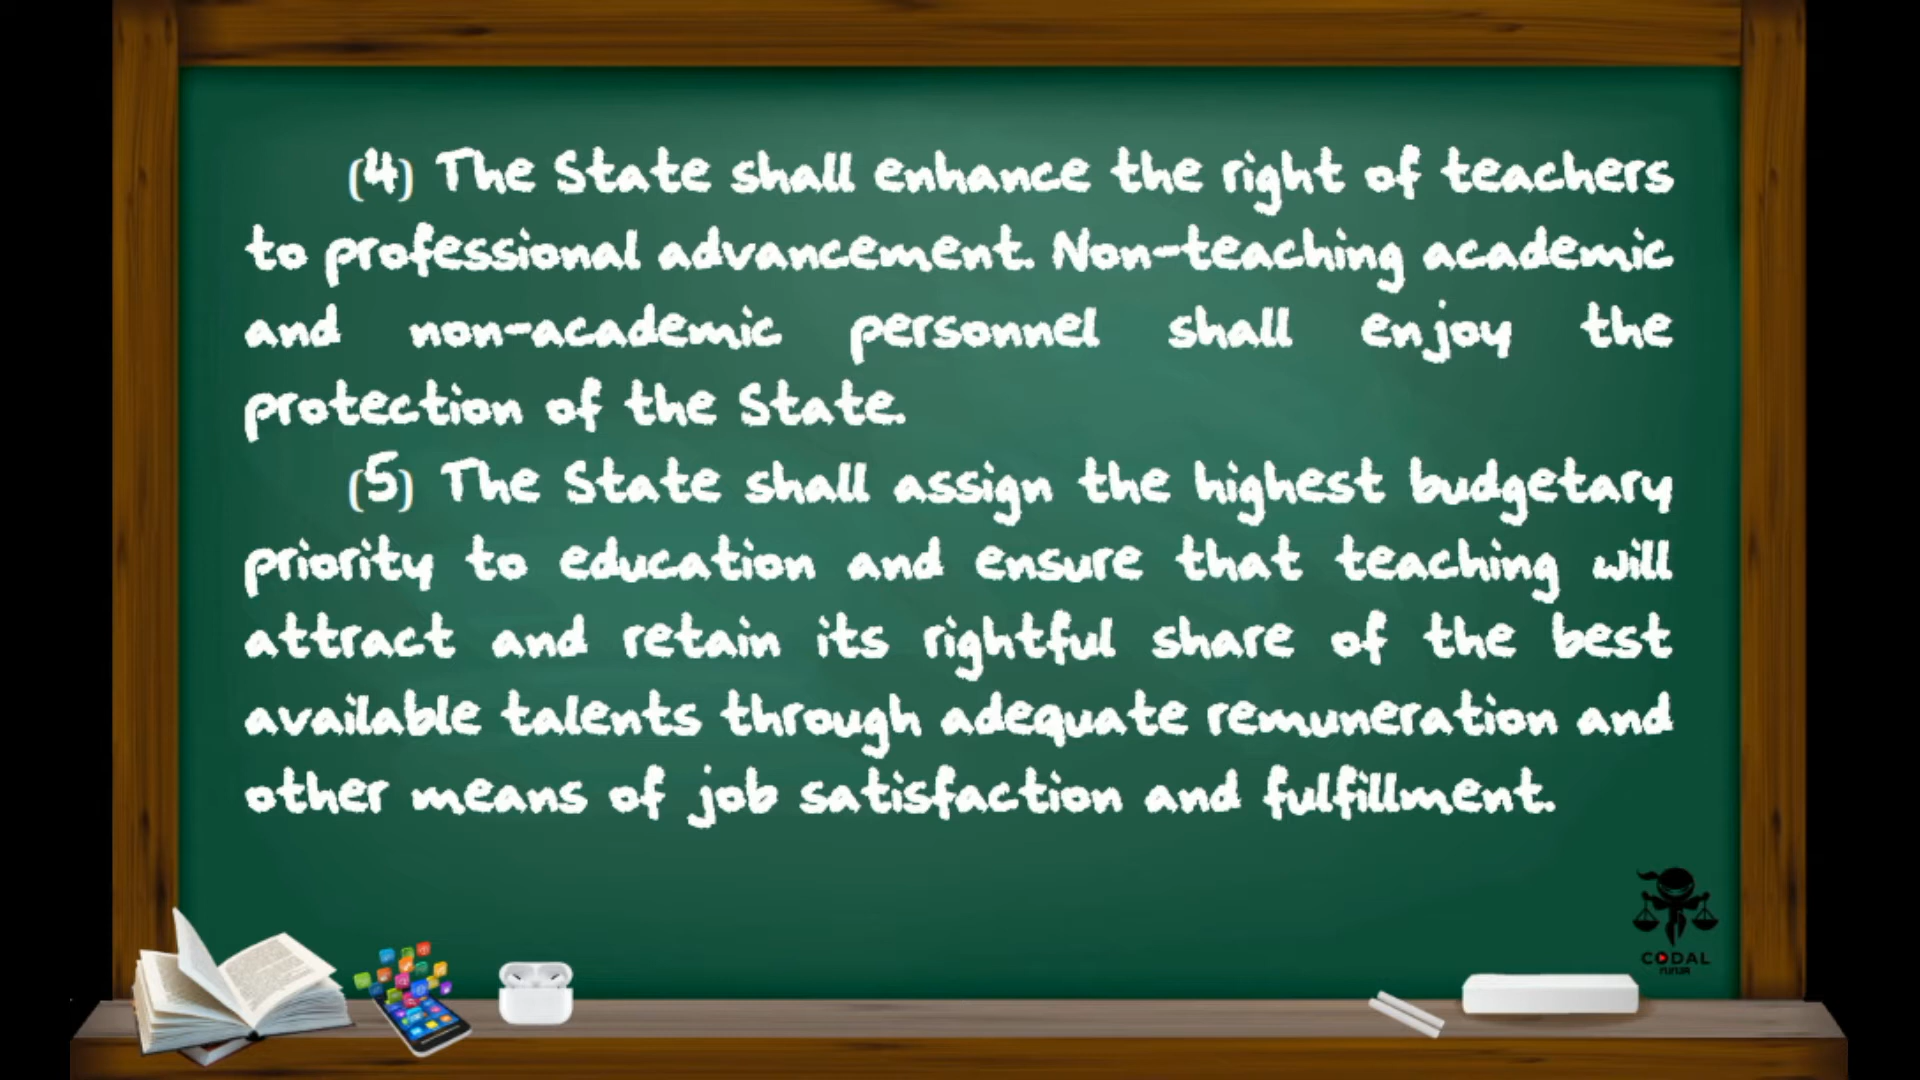 (4) The State shall enhance the right of teachers
to professional advancement. Non-teaching academic
and non-academic personnel shall enjoy the
protection of the State.
(5) The State shall assign the highest budgetary
priority to education and ensure that teaching will
attract and retain its rightful share of the best
available talents through adequate remuneration and
other means of job satisfaction and fulfillment.
CODAL
NINJA